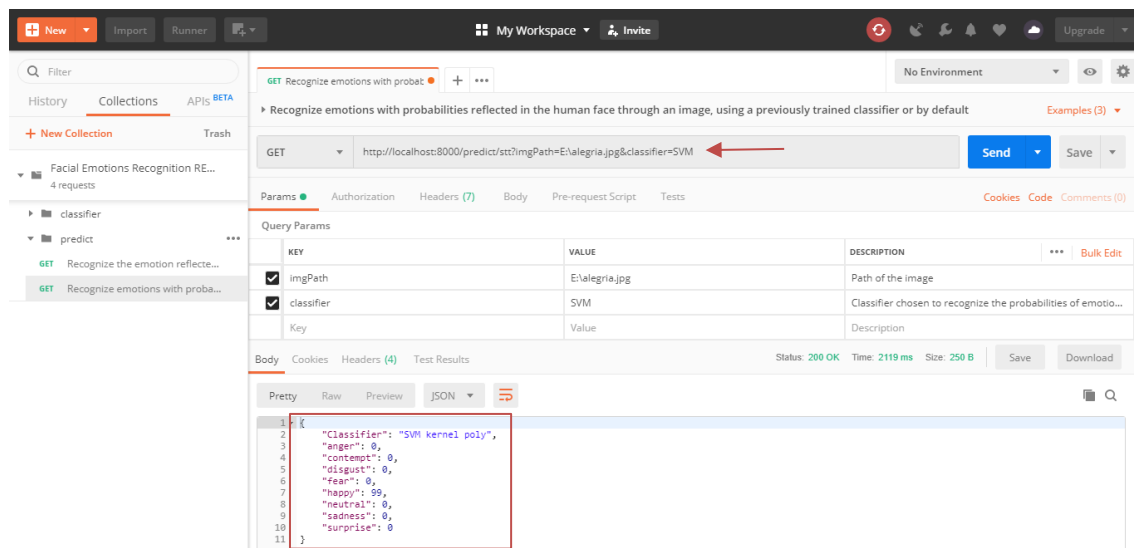 New Import Runner My Workspace Invite Upgrade
Filter
History Collections APIs BETA
+ New Collection Trash
Facial Emotions Recognition RE...
4 requests
classifier
predict
GET Recognize the emotion reflecte...
GET Recognize emotions with proba...
GET Recognize emotions with probat
No Environment
Recognize emotions with probabilities reflected in the human face through an image, using a previously trained classifier or by default Examples (3)
GET http://localhost:8000/predict/stt?imgPath=E:\alegria.jpg&classifier=SVM Send Save
Params Authorization Headers (7) Body Pre-request Script Tests Cookies Code Comments (0)
Query Params
KEY VALUE DESCRIPTION Bulk Edit
imgPath E:\alegria.jpg Path of the image
classifier SVM Classifier chosen to recognize the probabilities of emotio...
Key Value Description
Body Cookies Headers (4) Test Results Status: 200 OK Time: 2119 ms Size: 250 B Save Download
Pretty Raw Preview JSON
1 {
2 "Classifier": "SVM kernel poly",
3 "anger": 0,
4 "contempt": 0,
5 "disgust": 0,
6 "fear": 0,
7 "happy": 99,
8 "neutral": 0,
9 "sadness": 0,
10 "surprise": 0
11 }